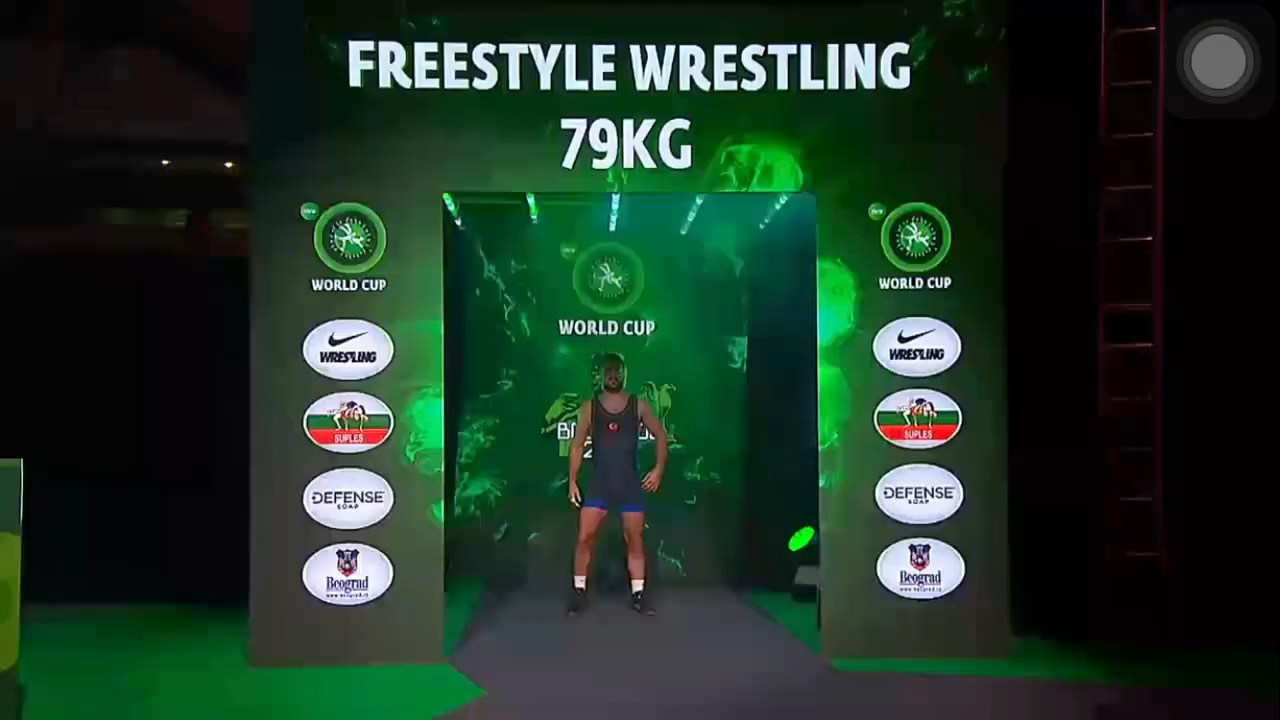 FREESTYLE WRESTLING
79KG
WORLD CUP
WRESTLING
SUPLES
DEFENSE
SOAP
Beograd
WORLD CUP
WORLD CUP
WRESTLING
SUPLES
DEFENSE
SOAP
Beograd